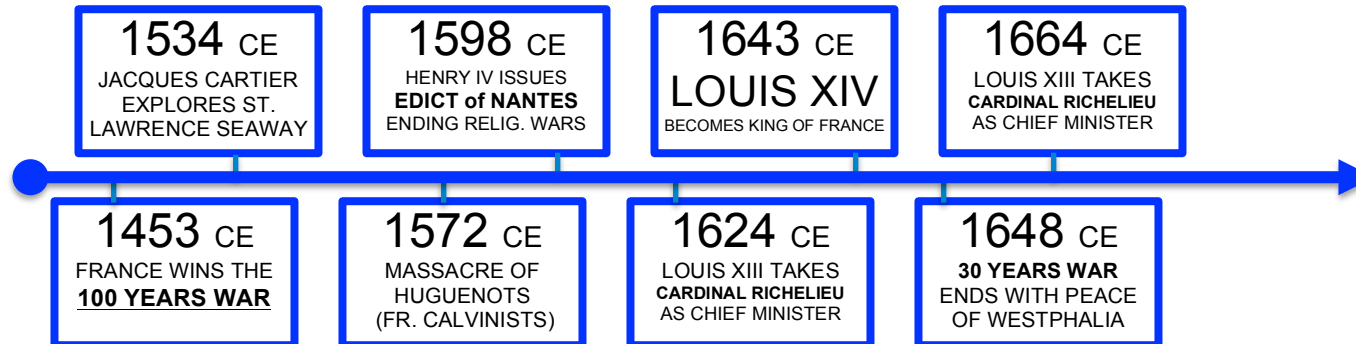 1534 CE
JACQUES CARTIER
EXPLORES ST.
LAWRENCE SEAWAY
1598 CE
HENRY IV ISSUES
EDICT of NANTES
ENDING RELIG. WARS
1643 CE
LOUIS XIV
BECOMES KING OF FRANCE
1664 CE
LOUIS XIII TAKES
CARDINAL RICHELIEU
AS CHIEF MINISTER
1453 CE
FRANCE WINS THE
100 YEARS WAR
1572 CE
MASSACRE OF
HUGUENOTS
(FR. CALVINISTS)
1624 CE
LOUIS XIII TAKES
CARDINAL RICHELIEU
AS CHIEF MINISTER
1648 CE
30 YEARS WAR
ENDS WITH PEACE
OF WESTPHALIA